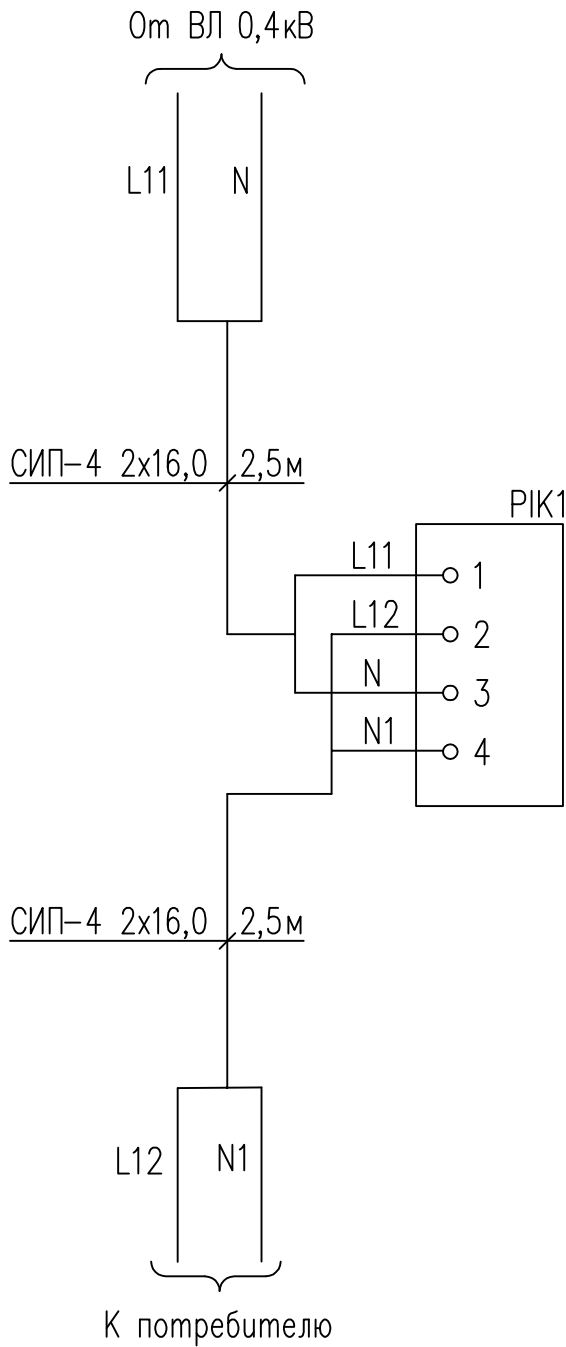 От ВЛ 0,4кВ
L11 N
СИП-4 2х16,0 2,5м
PIK1
L11 1
L12 2
N 3
N1 4
СИП-4 2х16,0 2,5м
L12 N1
К потребителю